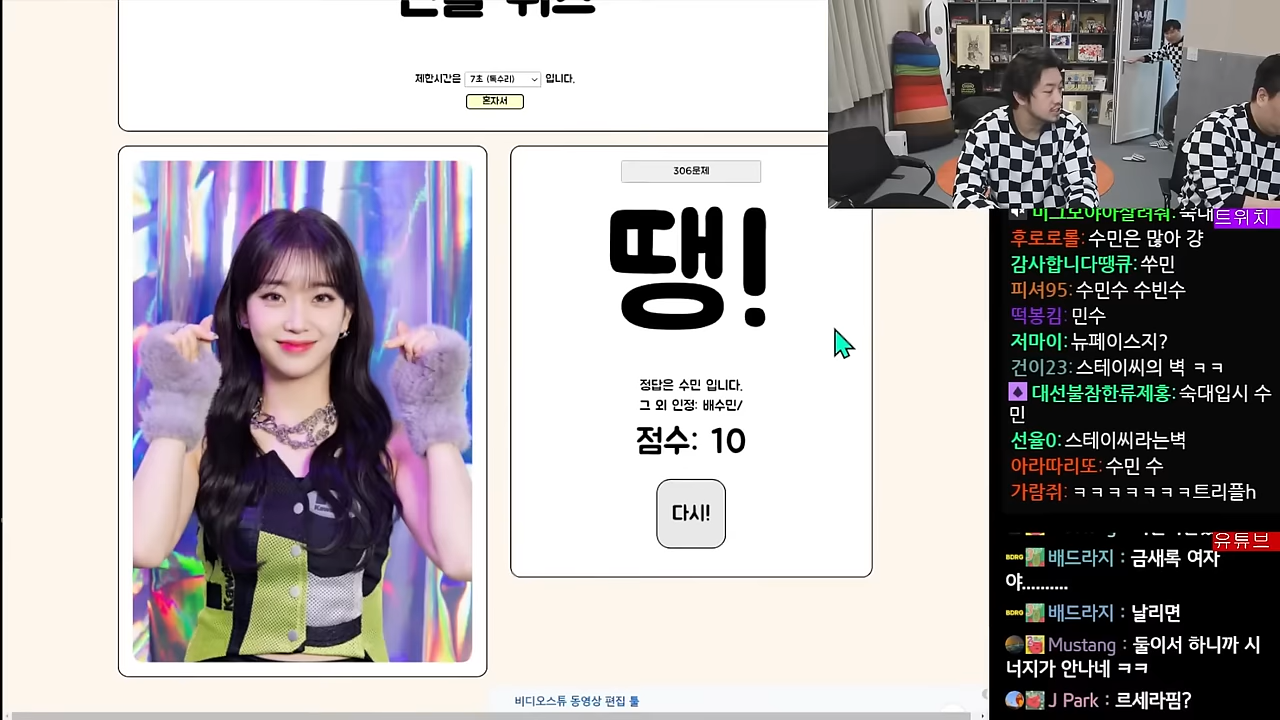 인물 퀴즈
제한시간은 7초 (독수리) 입니다.
혼자서
306문제
땡!
정답은 수민 입니다.
그 외 인정: 배수민/
점수: 10
다시!
비디오스튜 동영상 편집 툴
트위치
후로로롤: 수민은 많아 걍
감사합니다땡큐: 쑤민
피셔95: 수민수 수빈수
떡봉킴: 민수
저마이: 뉴페이스지?
건이23: 스테이씨의 벽 ㅋㅋ
대선불참한류제홍: 숙대입시 수
민
선율0: 스테이씨라는벽
아라따리또: 수민 수
가람쥐: ㅋㅋㅋㅋㅋㅋㅋ트리플h
유튜브
배드라지 : 금새록 여자
야..........
배드라지 : 날리면
Mustang : 둘이서 하니까 시
너지가 안나네 ㅋㅋ
J Park : 르세라핌?